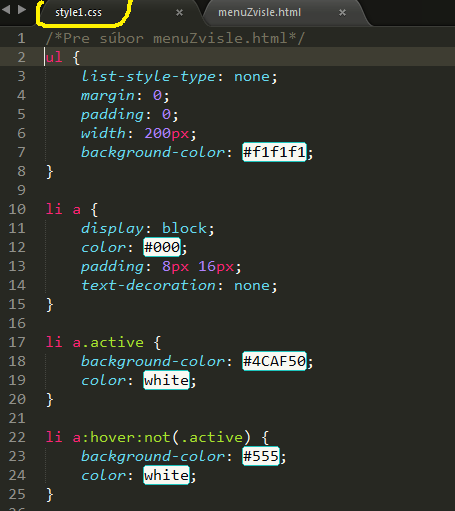 style1.css × menuZvisle.html ×
1 /*Pre súbor menuZvisle.html*/
2 ul {
3 list-style-type: none;
4 margin: 0;
5 padding: 0;
6 width: 200px;
7 background-color: #f1f1f1;
8 }
9
10 li a {
11 display: block;
12 color: #000;
13 padding: 8px 16px;
14 text-decoration: none;
15 }
16
17 li a.active {
18 background-color: #4CAF50;
19 color: white;
20 }
21
22 li a:hover:not(.active) {
23 background-color: #555;
24 color: white;
25 }